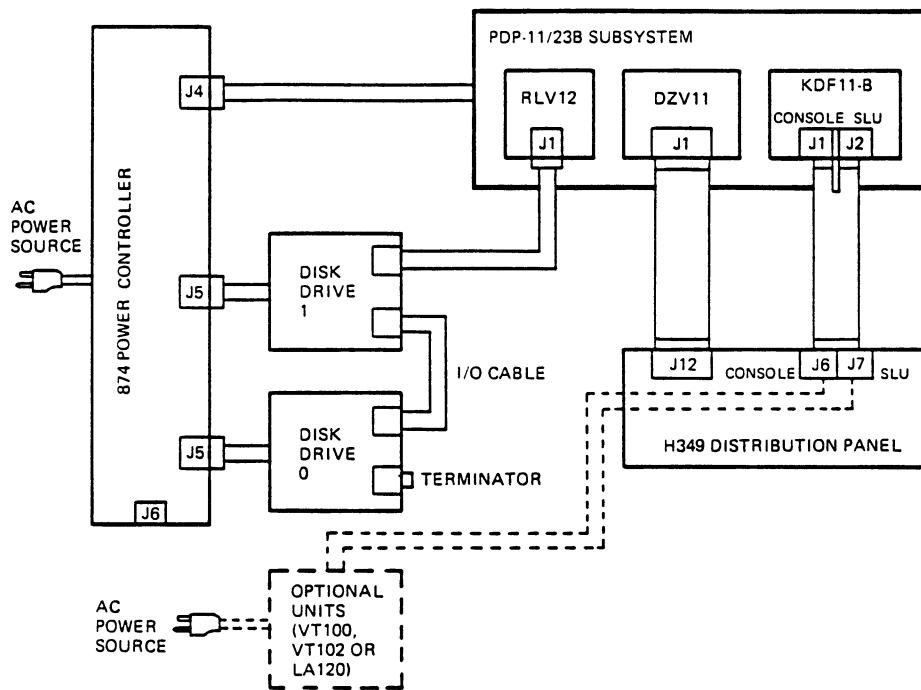 PDP-11/23B SUBSYSTEM
J4
RLV12
J1
DZV11
J1
KDF11-B
CONSOLE SLU
J1
J2
AC
POWER
SOURCE
874 POWER CONTROLLER
J5
DISK
DRIVE
1
I/O CABLE
J12
CONSOLE
J6
J7
SLU
H349 DISTRIBUTION PANEL
J5
DISK
DRIVE
0
TERMINATOR
J6
AC
POWER
SOURCE
OPTIONAL
UNITS
(VT100,
VT102 OR
LA120)